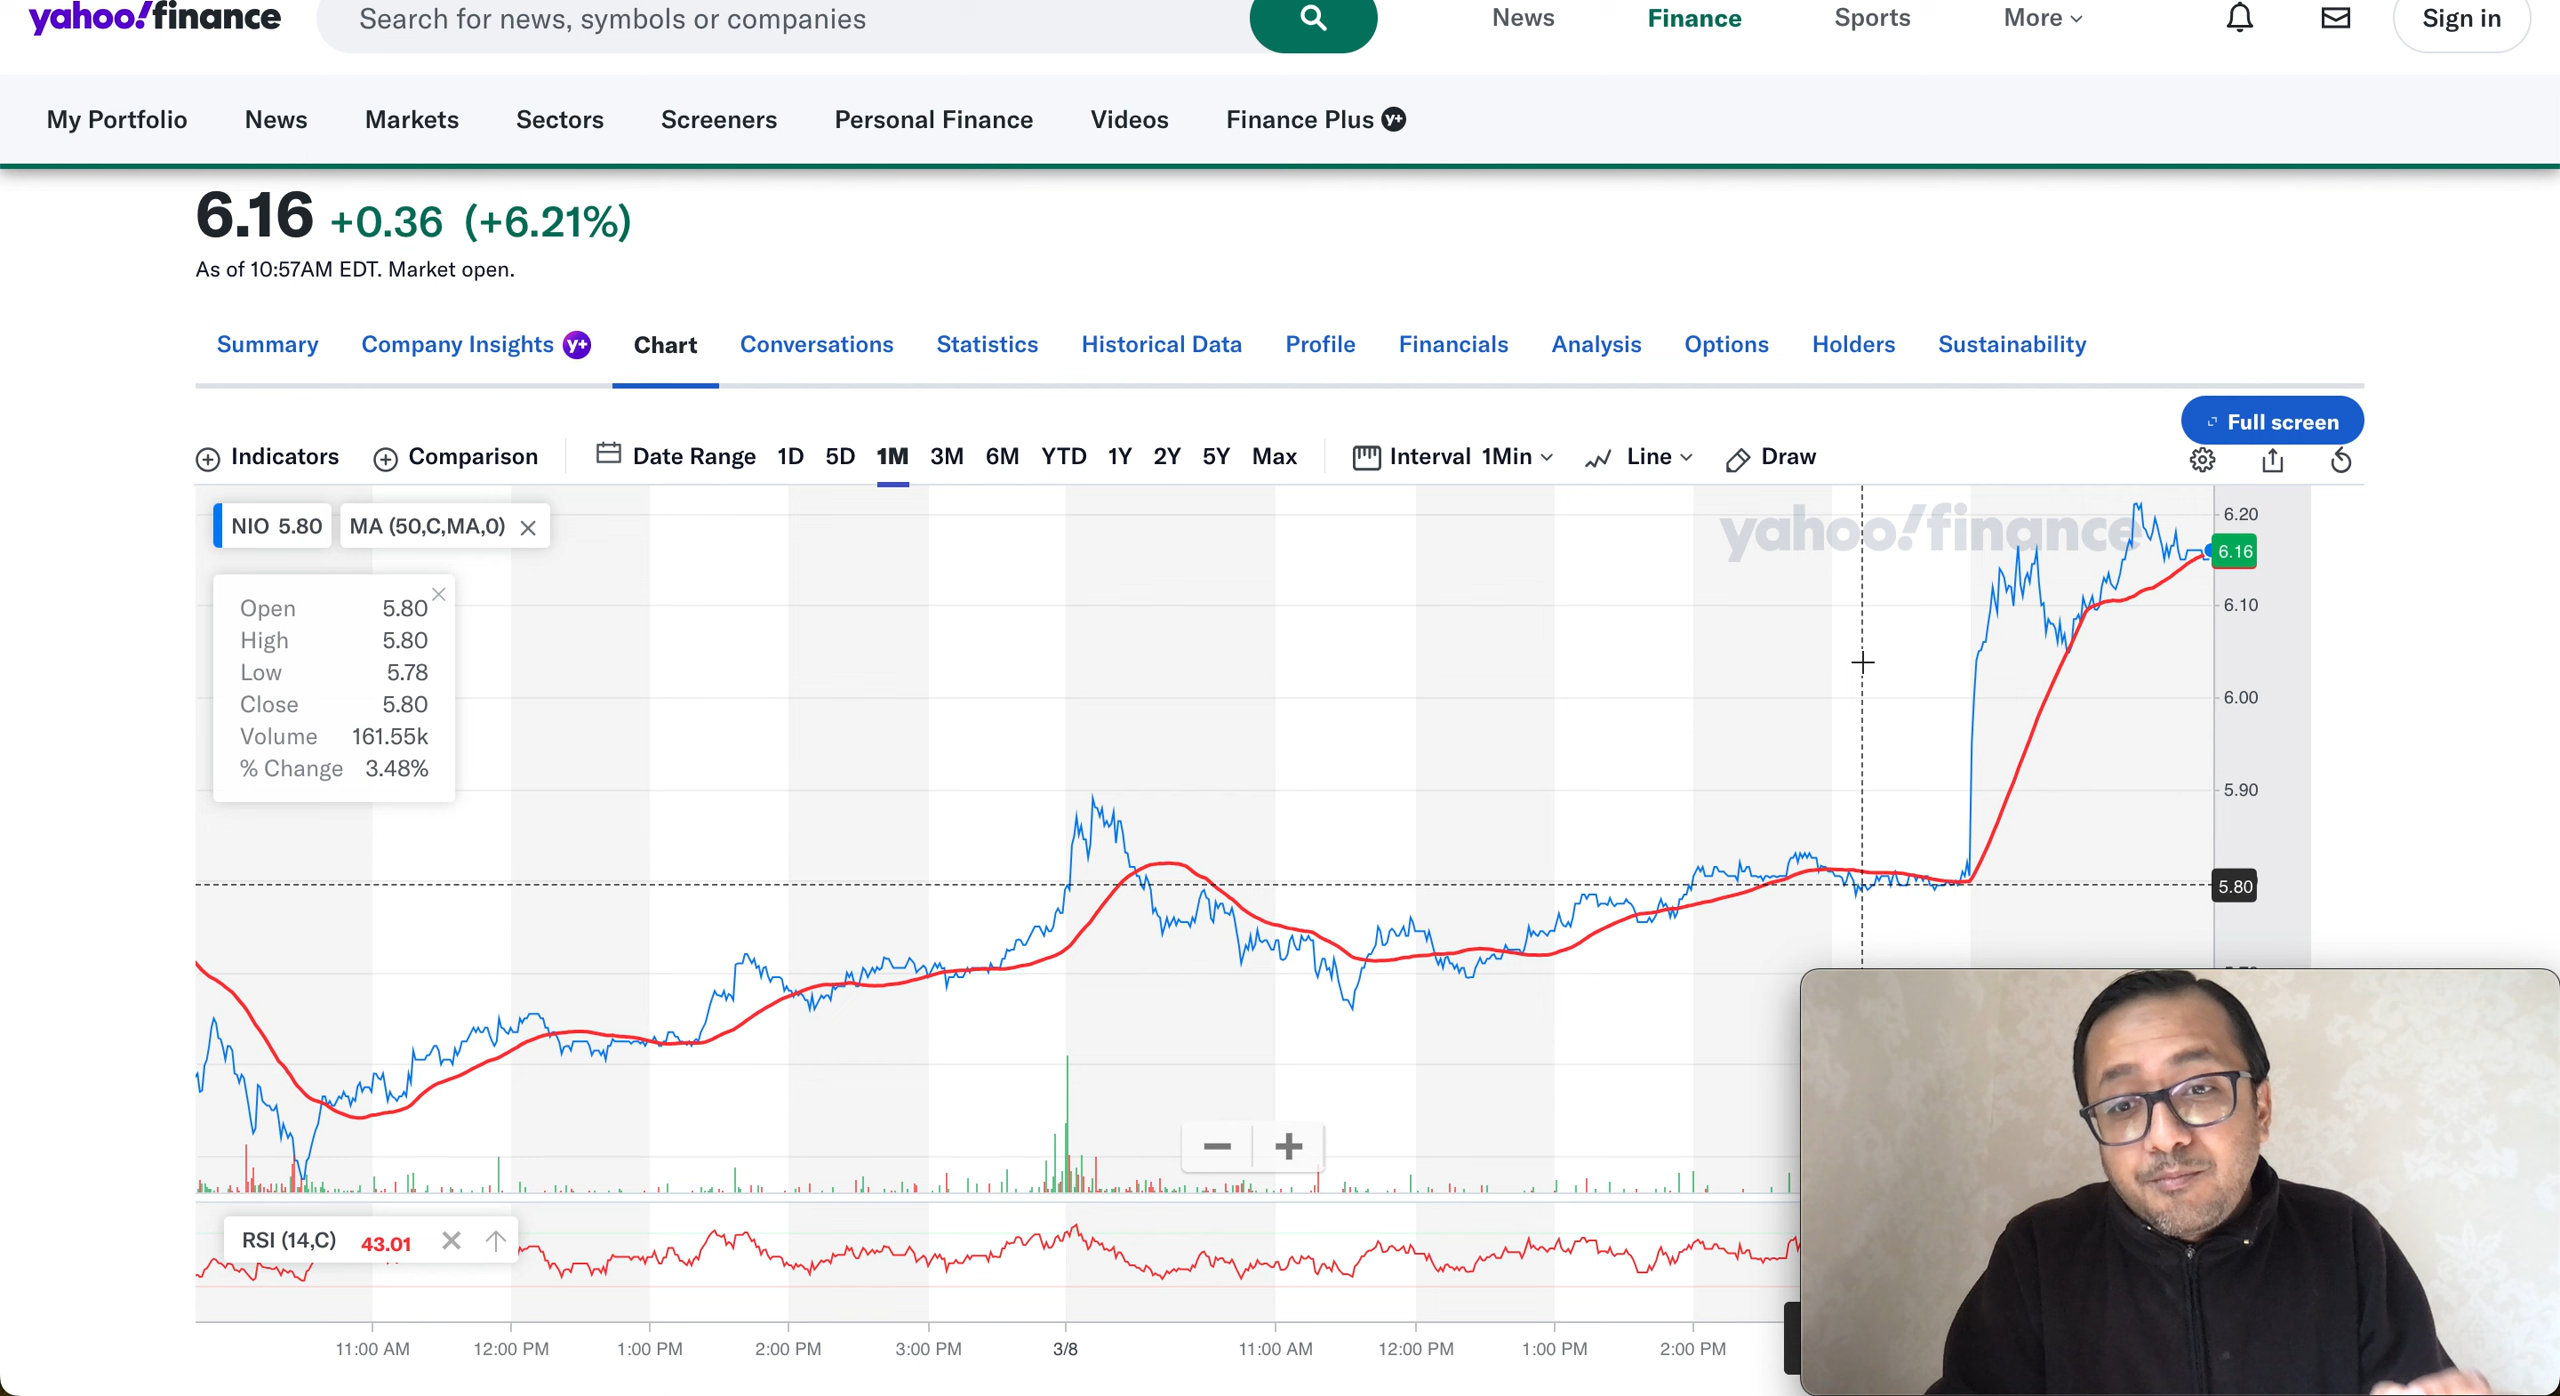 yahoo!finance
Search for news, symbols or companies
News Finance Sports More Sign in
My Portfolio News Markets Sectors Screeners Personal Finance Videos Finance Plus y+
6.16 +0.36 (+6.21%)
As of 10:57AM EDT. Market open.
Summary Company Insights y+ Chart Conversations Statistics Historical Data Profile Financials Analysis Options Holders Sustainability
Full screen
Indicators Comparison Date Range 1D 5D 1M 3M 6M YTD 1Y 2Y 5Y Max Interval 1Min Line Draw
NIO 5.80 MA (50,C,MA,0)
yahoo!finance
Open 5.80
High 5.80
Low 5.78
Close 5.80
Volume 161.55k
% Change 3.48%
6.20
6.16
6.10
6.00
5.90
5.80
RSI (14,C) 43.01
11:00 AM 12:00 PM 1:00 PM 2:00 PM 3:00 PM 3/8 11:00 AM 12:00 PM 1:00 PM 2:00 PM